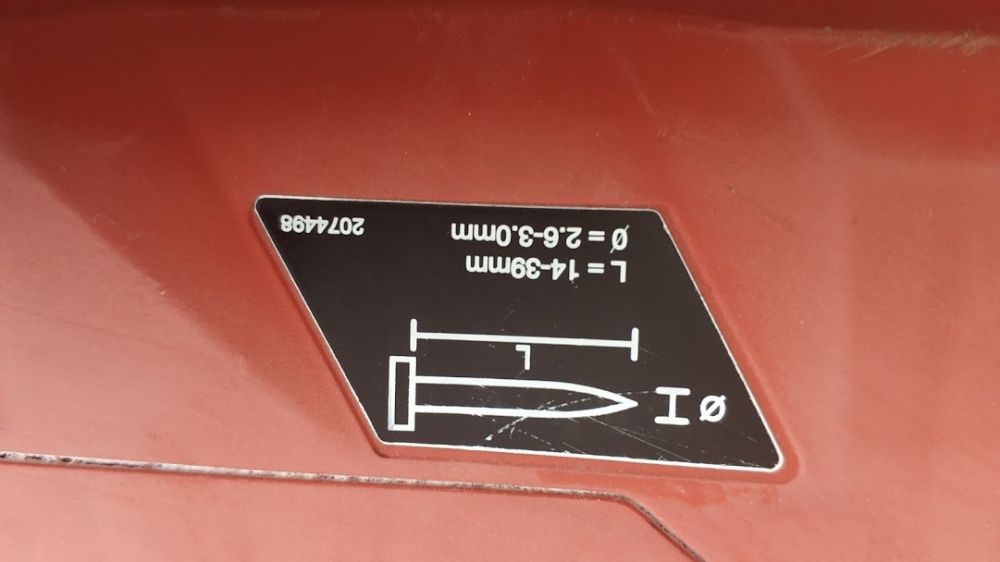 Ø
L
L = 14-39mm
Ø = 2.6-3.0mm
2074498